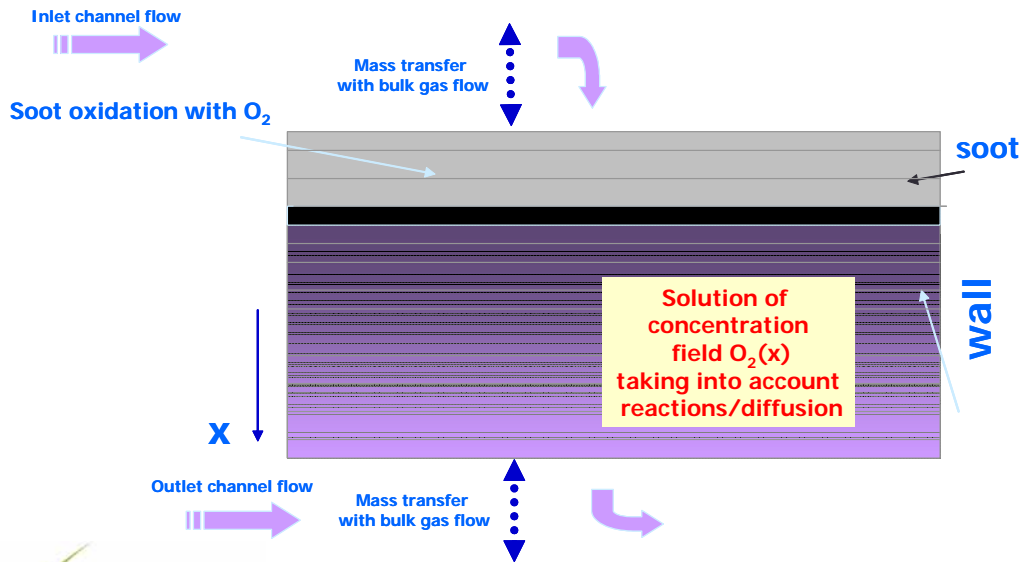 Inlet channel flow
Mass transfer
with bulk gas flow
Soot oxidation with O₂
soot
Solution of
concentration
field O₂(x)
taking into account
reactions/diffusion
wall
x
Outlet channel flow
Mass transfer
with bulk gas flow